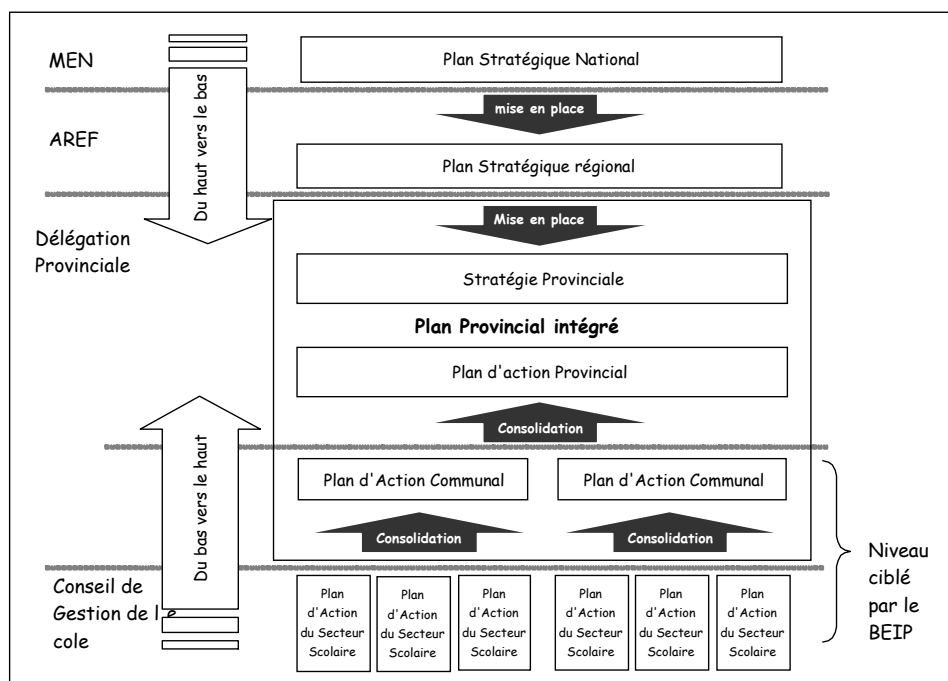 MEN
Plan Stratégique National
Du haut vers le bas
mise en place
AREF
Plan Stratégique régional
Mise en place
Délégation
Provinciale
Stratégie Provinciale
Plan Provincial intégré
Plan d'action Provincial
Consolidation
Du bas vers le haut
Plan d'Action Communal
Plan d'Action Communal
Consolidation
Consolidation
Niveau
ciblé
par le
BEIP
Conseil de
Gestion de l'e
cole
Plan
d'Action
du Secteur
Scolaire
Plan
d'Action
du Secteur
Scolaire
Plan
d'Action
du Secteur
Scolaire
Plan
d'Action
du Secteur
Scolaire
Plan
d'Action
du Secteur
Scolaire
Plan
d'Action
du Secteur
Scolaire